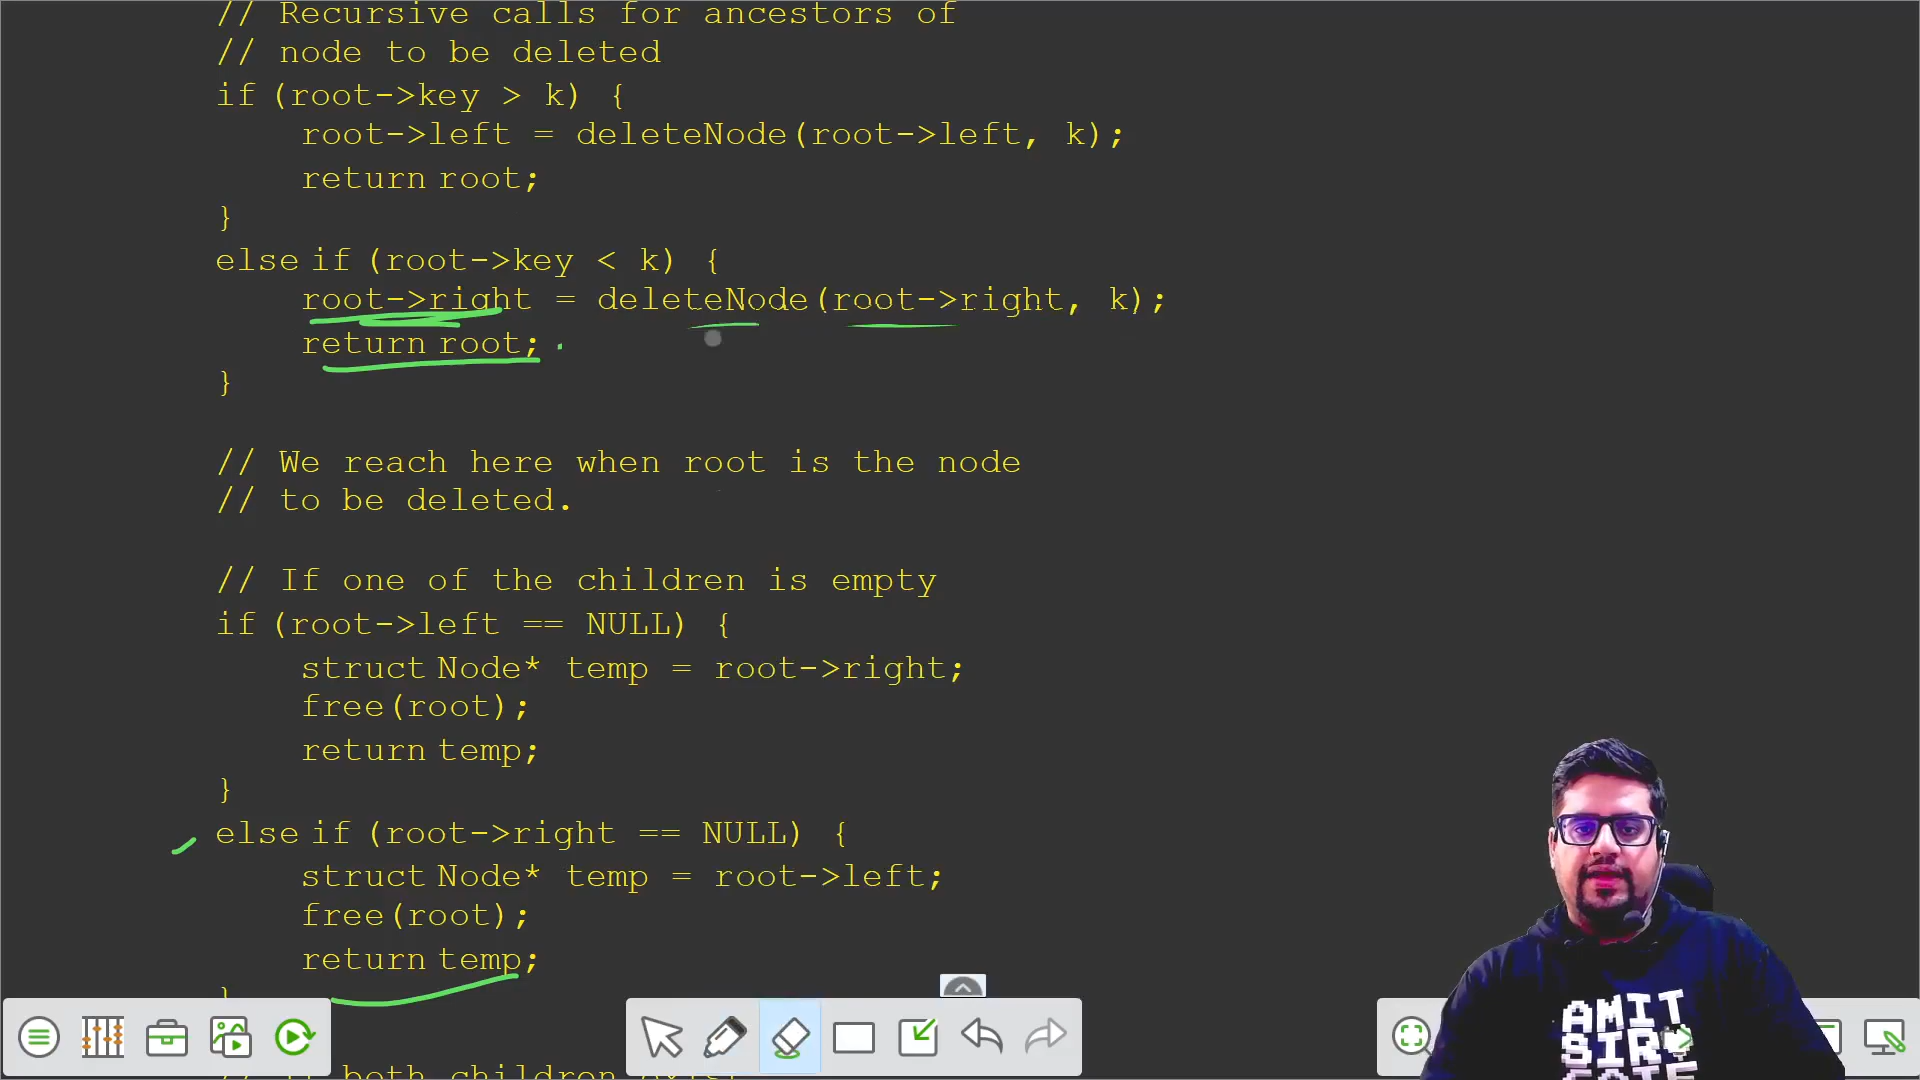 // Recursive calls for ancestors of
// node to be deleted
if (root->key > k) {
root->left = deleteNode(root->left, k);
return root;
}
else if (root->key < k) {
root->right = deleteNode(root->right, k);
return root;
}
// We reach here when root is the node
// to be deleted.
// If one of the children is empty
if (root->left == NULL) {
struct Node* temp = root->right;
free(root);
return temp;
}
else if (root->right == NULL) {
struct Node* temp = root->left;
free(root);
return temp;
}
both children
AMIT
SIR